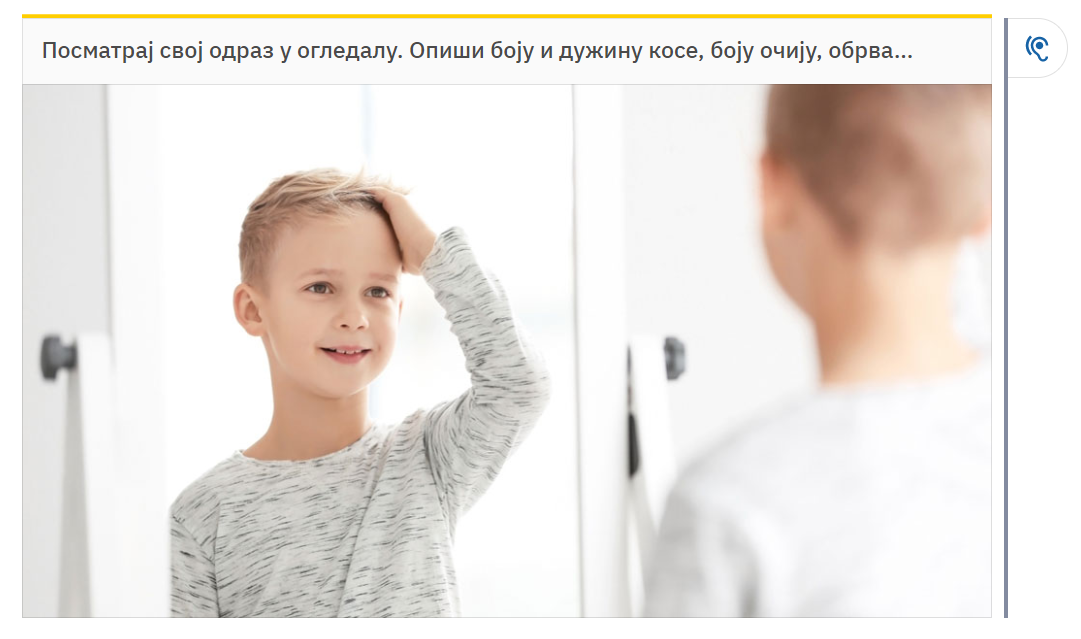 Посматрај свој одраз у огледалу. Опиши боју и дужину косе, боју очију, обрва...